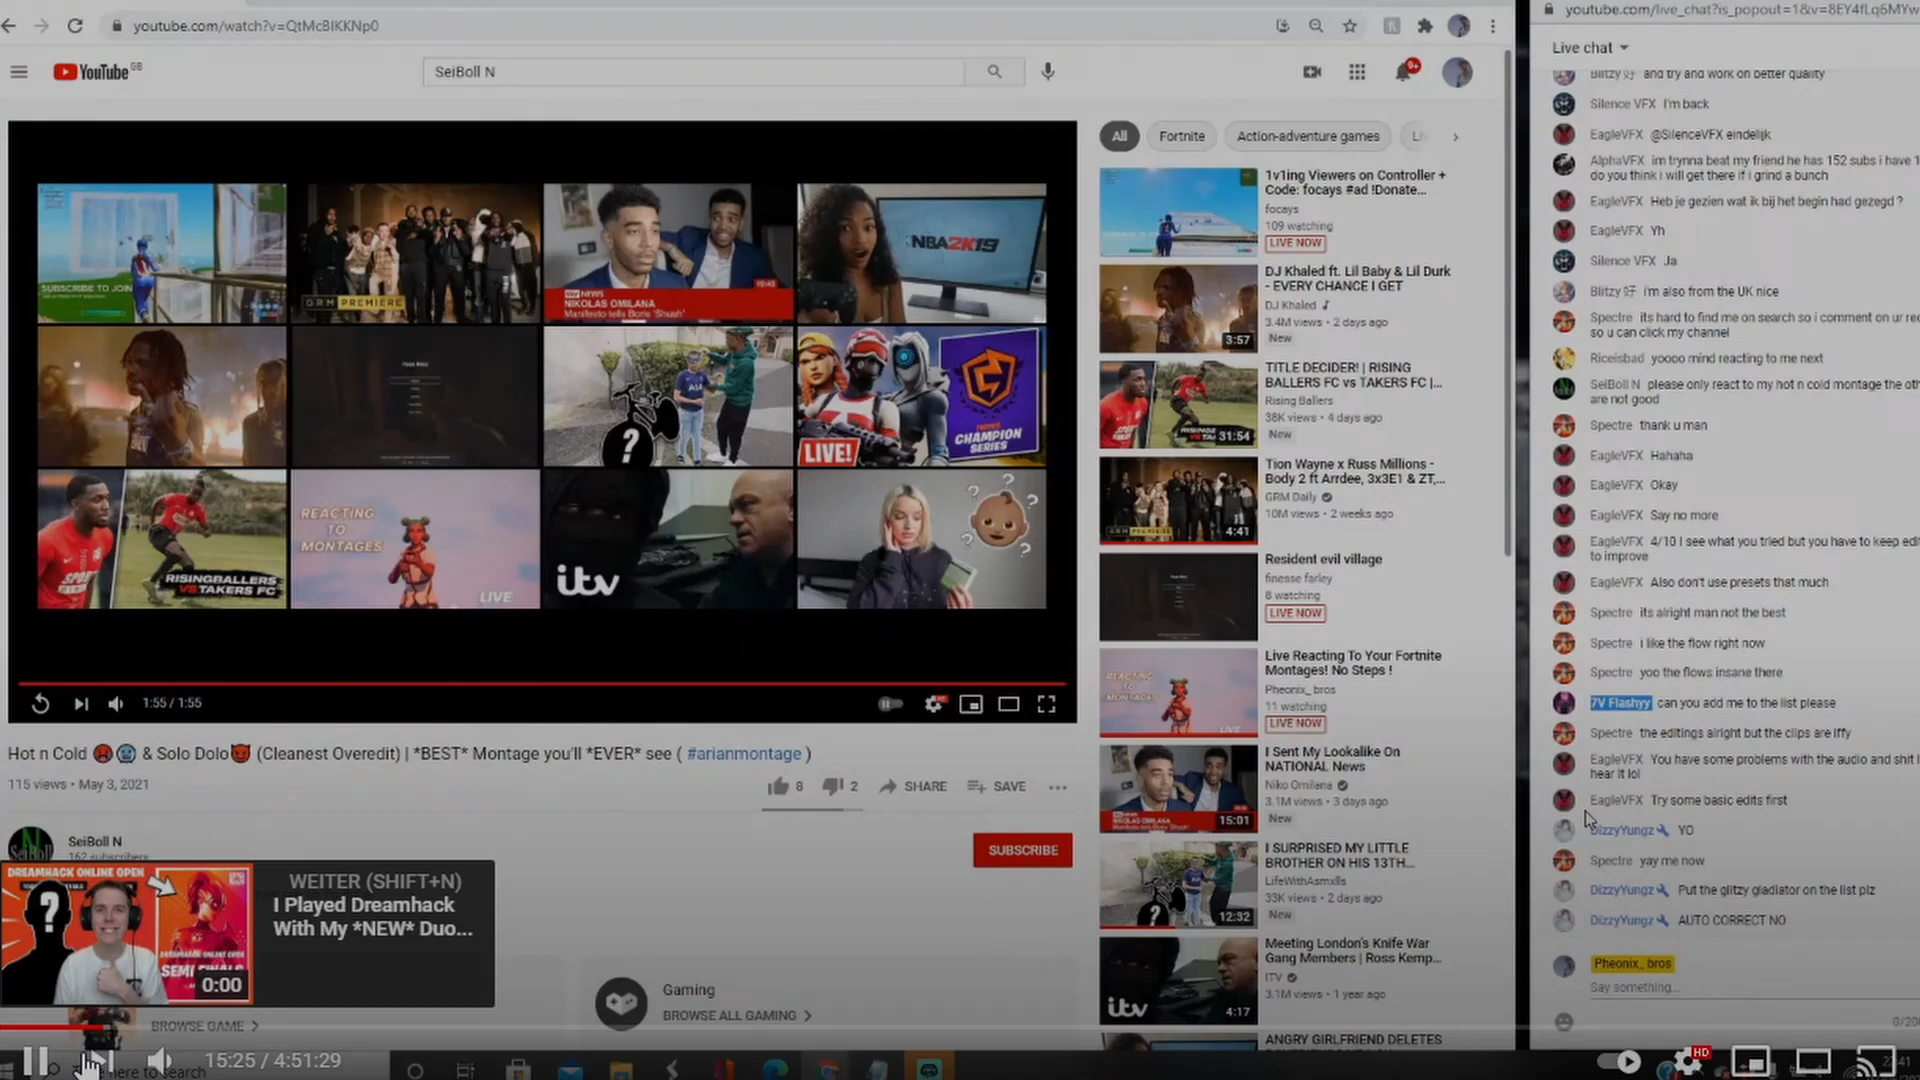 youtube.com/watch?v=QtMcBIKKNp0
youtube.com/live_chat?is_popout=1&v=8EY4fLq6MYw
YouTube GB
SeiBoll N
9+
Live chat
Blitzy 好 and try and work on better quality
Silence VFX I'm back
EagleVFX @SilenceVFX eindelijk
AlphaVFX im trynna beat my friend he has 152 subs i have 1
do you think i will get there if i grind a bunch
EagleVFX Heb je gezien wat ik bij het begin had gezegd ?
EagleVFX Yh
Silence VFX Ja
Blitzy 好 i'm also from the UK nice
Spectre its hard to find me on search so i comment on ur re
so u can click my channel
Riceisbad yoooo mind reacting to me next
SeiBoll N please only react to my hot n cold montage the ot
are not good
Spectre thank u man
EagleVFX Hahaha
EagleVFX Okay
EagleVFX Say no more
EagleVFX 4/10 I see what you tried but you have to keep edi
to improve
EagleVFX Also don't use presets that much
Spectre its alright man not the best
Spectre i like the flow right now
Spectre yoo the flows insane there
7V Flashyy can you add me to the list please
Spectre the editings alright but the clips are iffy
EagleVFX You have some problems with the audio and shit I
hear it lol
EagleVFX Try some basic edits first
DizzyYungz YO
Spectre yay me now
DizzyYungz Put the glitzy gladiator on the list plz
DizzyYungz AUTO CORRECT NO
Pheonix_ bros
Say something...
0/20
All
Fortnite
Action-adventure games
Li
1v1ing Viewers on Controller +
Code: focays #ad !Donate...
focays
109 watching
LIVE NOW
DJ Khaled ft. Lil Baby & Lil Durk
- EVERY CHANCE I GET
DJ Khaled ♪
3.4M views • 2 days ago
New
3:57
TITLE DECIDER! | RISING
BALLERS FC vs TAKERS FC |...
Rising Ballers
38K views • 4 days ago
New
31:54
Tion Wayne x Russ Millions -
Body 2 ft Arrdee, 3x3E1 & ZT,...
GRM Daily
10M views • 2 weeks ago
4:41
Resident evil village
finesse farley
8 watching
LIVE NOW
Live Reacting To Your Fortnite
Montages! No Steps !
Pheonix_ bros
11 watching
LIVE NOW
I Sent My Lookalike On
NATIONAL News
Niko Omilana
3.1M views • 3 days ago
New
15:01
I SURPRISED MY LITTLE
BROTHER ON HIS 13TH...
LifeWithAsmxlls
33K views • 2 days ago
New
12:32
Meeting London's Knife War
Gang Members | Ross Kemp...
ITV
3.1M views • 1 year ago
itv
4:17
ANGRY GIRLFRIEND DELETES
SUBSCRIBE TO JOIN
GRM PREMIERE
sky NEWS
10:43
NIKOLAS OMILANA
Manifesto tells Boris 'Shush'
NBA2K19
?
LIVE!
CHAMPION
SERIES
RISINGBALLERS
VS TAKERS FC
REACTING
TO
MONTAGES
LIVE
itv
? ? ? ?
1:55 / 1:55
Hot n Cold 🥵🥶 & Solo Dolo😈 (Cleanest Overedit) | *BEST* Montage you'll *EVER* see ( #arianmontage )
115 views • May 3, 2021
8
2
SHARE
SAVE
SeiBoll N
162 subscribers
SUBSCRIBE
DREAMHACK ONLINE OPEN
?
0:00
WEITER (SHIFT+N)
I Played Dreamhack
With My *NEW* Duo...
BROWSE GAME
Gaming
BROWSE ALL GAMING
15:25 / 4:51:29
here to search
HD